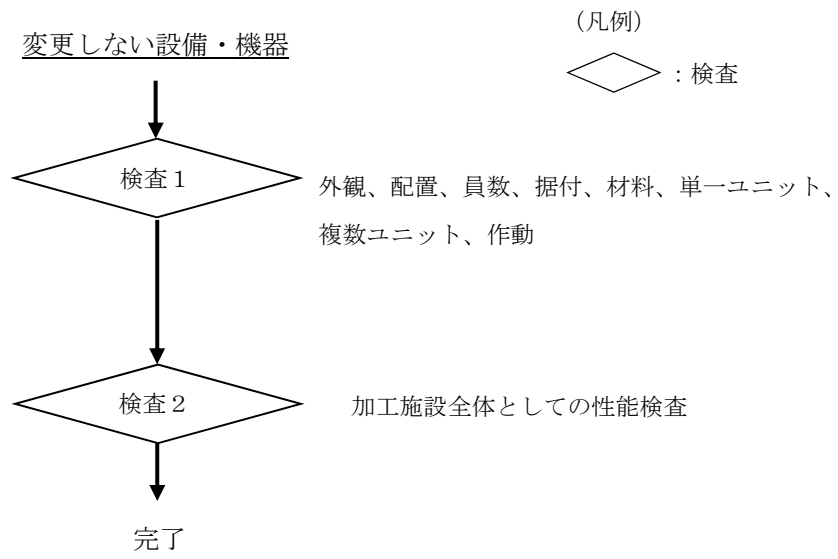 (凡例)
変更しない設備・機器
:検査
検査1
外観、配置、員数、据付、材料、単一ユニット、
複数ユニット、作動
検査2
加工施設全体としての性能検査
完了